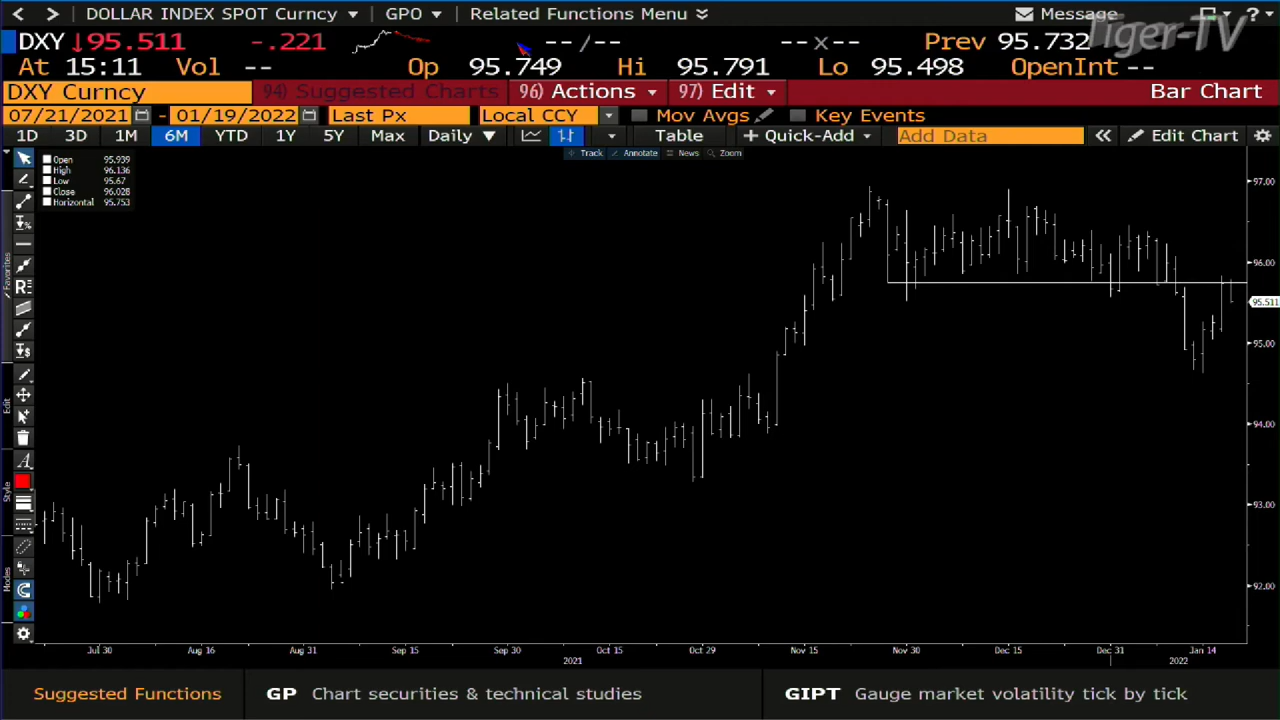 DOLLAR INDEX SPOT Curncy GPO Related Functions Menu Message ?
Tiger-TV
DXY ↓95.511 -.221 --/-- --x-- Prev 95.732
At 15:11 Vol -- Op 95.749 Hi 95.791 Lo 95.498 OpenInt --
DXY Curncy 94) Suggested Charts 96) Actions 97) Edit Bar Chart
07/21/2021 - 01/19/2022 Last Px Local CCY Mov Avgs Key Events
1D 3D 1M 6M YTD 1Y 5Y Max Daily ▼ Table + Quick-Add Add Data « Edit Chart
Track Annotate News Zoom
Open 95.939
High 96.136
Low 95.67
Close 96.028
Horizontal 95.753
Favorites
Edit
Style
Modes
97.00
96.00
95.511
95.00
94.00
93.00
92.00
Jul 30 Aug 16 Aug 31 Sep 15 Sep 30 Oct 15 Oct 29 Nov 15 Nov 30 Dec 15 Dec 31 Jan 14
2021 2022
Suggested Functions GP Chart securities & technical studies GIPT Gauge market volatility tick by tick